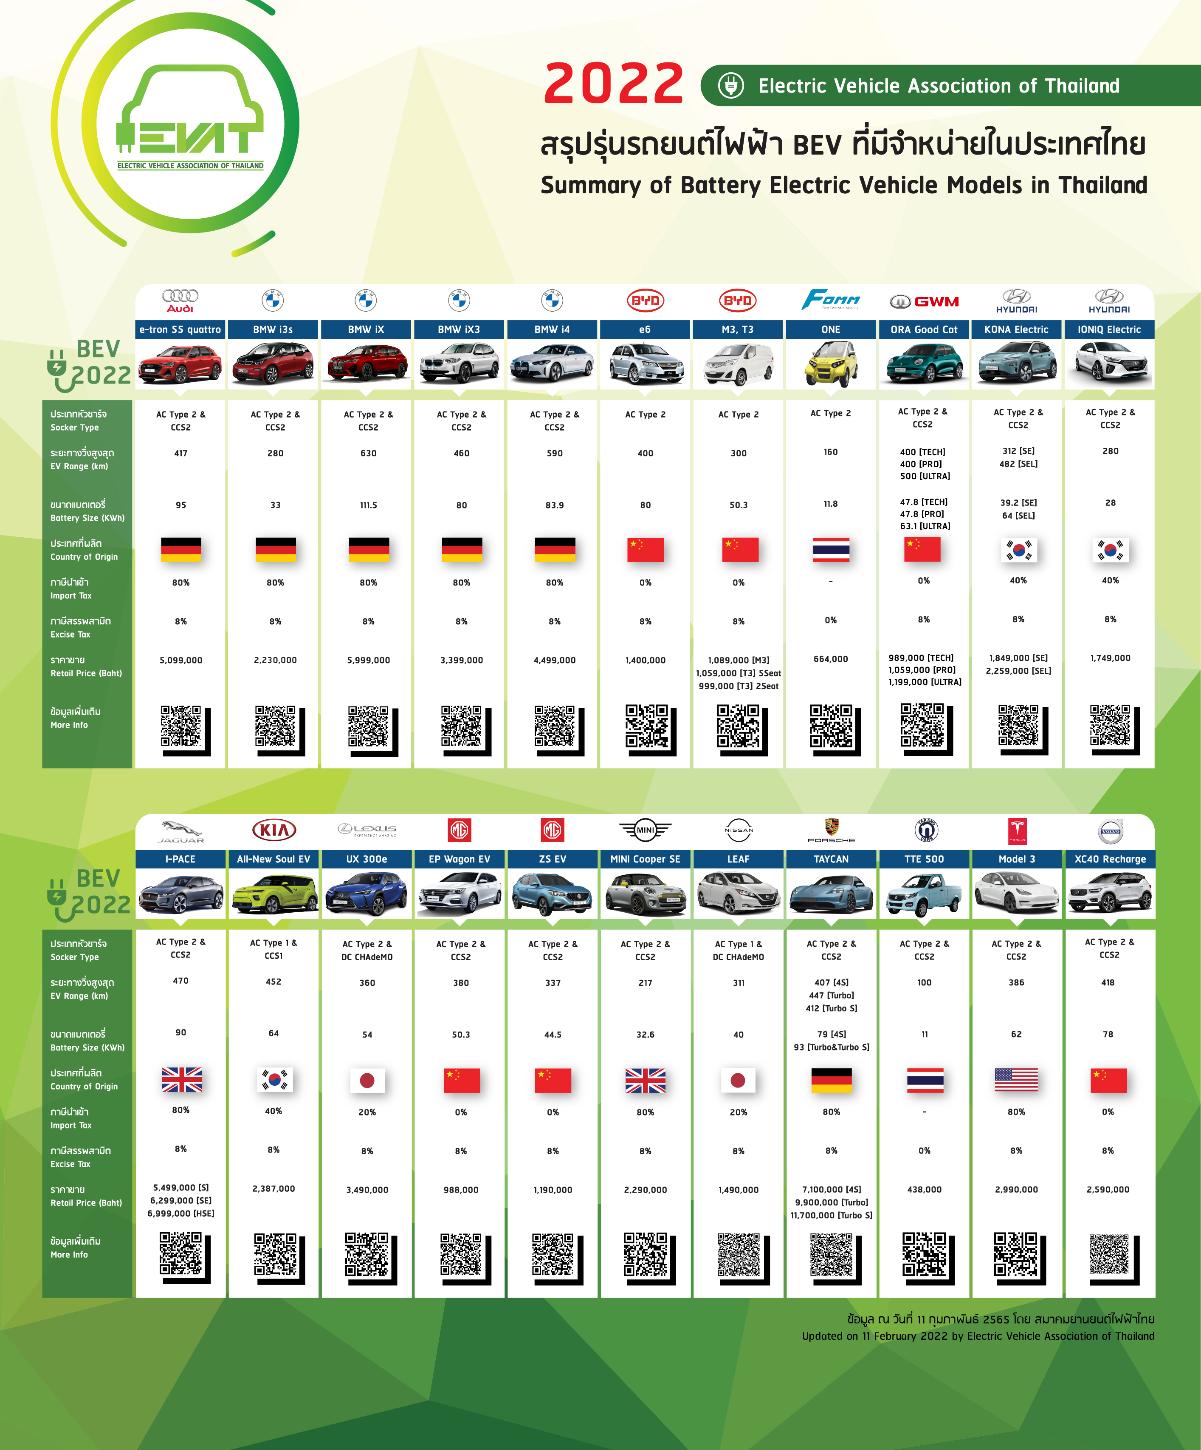 EVAT
ELECTRIC VEHICLE ASSOCIATION OF THAILAND
2022 Electric Vehicle Association of Thailand
สรุปรุ่นรถยนต์ไฟฟ้า BEV ที่มีจำหน่ายในประเทศไทย
Summary of Battery Electric Vehicle Models in Thailand
Audi BYD BYD Fomm GWM HYUNDAI HYUNDAI
e-tron 55 quattro BMW i3s BMW iX BMW iX3 BMW i4 e6 M3, T3 ONE ORA Good Cat KONA Electric IONIQ Electric
BEV
2022
ประเภทหัวชาร์จ
Socker Type
AC Type 2 & CCS2 AC Type 2 & CCS2 AC Type 2 & CCS2 AC Type 2 & CCS2 AC Type 2 & CCS2 AC Type 2 AC Type 2 AC Type 2 AC Type 2 & CCS2 AC Type 2 & CCS2 AC Type 2 & CCS2
ระยะทางวิ่งสูงสุด
EV Range (km)
417 280 630 460 590 400 300 160 400 [TECH] 400 [PRO] 500 [ULTRA] 312 [SE] 482 [SEL] 280
ขนาดแบตเตอรี่
Battery Size (KWh)
95 33 111.5 80 83.9 80 50.3 11.8 47.8 [TECH] 47.8 [PRO] 63.1 [ULTRA] 39.2 [SE] 64 [SEL] 28
ประเทศที่ผลิต
Country of Origin
ภาษีนำเข้า
Import Tax
80% 80% 80% 80% 80% 0% 0% - 0% 40% 40%
ภาษีสรรพสามิต
Excise Tax
8% 8% 8% 8% 8% 8% 8% 0% 8% 8% 8%
ราคาขาย
Retail Price (Baht)
5,099,000 2,230,000 5,999,000 3,399,000 4,499,000 1,400,000 1,089,000 [M3] 1,059,000 [T3] 5Seat 999,000 [T3] 2Seat 664,000 989,000 [TECH] 1,059,000 [PRO] 1,199,000 [ULTRA] 1,849,000 [SE] 2,259,000 [SEL] 1,749,000
ข้อมูลเพิ่มเติม
More Info
JAGUAR KIA LEXUS MG MG MINI NISSAN PORSCHE TESLA VOLVO
I-PACE All-New Soul EV UX 300e EP Wagon EV ZS EV MINI Cooper SE LEAF TAYCAN TTE 500 Model 3 XC40 Recharge
BEV
2022
ประเภทหัวชาร์จ
Socker Type
AC Type 2 & CCS2 AC Type 1 & CCS1 AC Type 2 & DC CHAdeMO AC Type 2 & CCS2 AC Type 2 & CCS2 AC Type 2 & CCS2 AC Type 1 & DC CHAdeMO AC Type 2 & CCS2 AC Type 2 & CCS2 AC Type 2 & CCS2 AC Type 2 & CCS2
ระยะทางวิ่งสูงสุด
EV Range (km)
470 452 360 380 337 217 311 407 [4S] 447 [Turbo] 412 [Turbo S] 100 386 418
ขนาดแบตเตอรี่
Battery Size (KWh)
90 64 54 50.3 44.5 32.6 40 79 [4S] 93 [Turbo&Turbo S] 11 62 78
ประเทศที่ผลิต
Country of Origin
ภาษีนำเข้า
Import Tax
80% 40% 20% 0% 0% 80% 20% 80% - 80% 0%
ภาษีสรรพสามิต
Excise Tax
8% 8% 8% 8% 8% 8% 8% 8% 0% 8% 8%
ราคาขาย
Retail Price (Baht)
5,499,000 [S] 6,299,000 [SE] 6,999,000 [HSE] 2,387,000 3,490,000 988,000 1,190,000 2,290,000 1,490,000 7,100,000 [4S] 9,900,000 [Turbo] 11,700,000 [Turbo S] 438,000 2,990,000 2,590,000
ข้อมูลเพิ่มเติม
More Info
ข้อมูล ณ วันที่ 11 กุมภาพันธ์ 2565 โดย สมาคมยานยนต์ไฟฟ้าไทย
Updated on 11 February 2022 by Electric Vehicle Association of Thailand